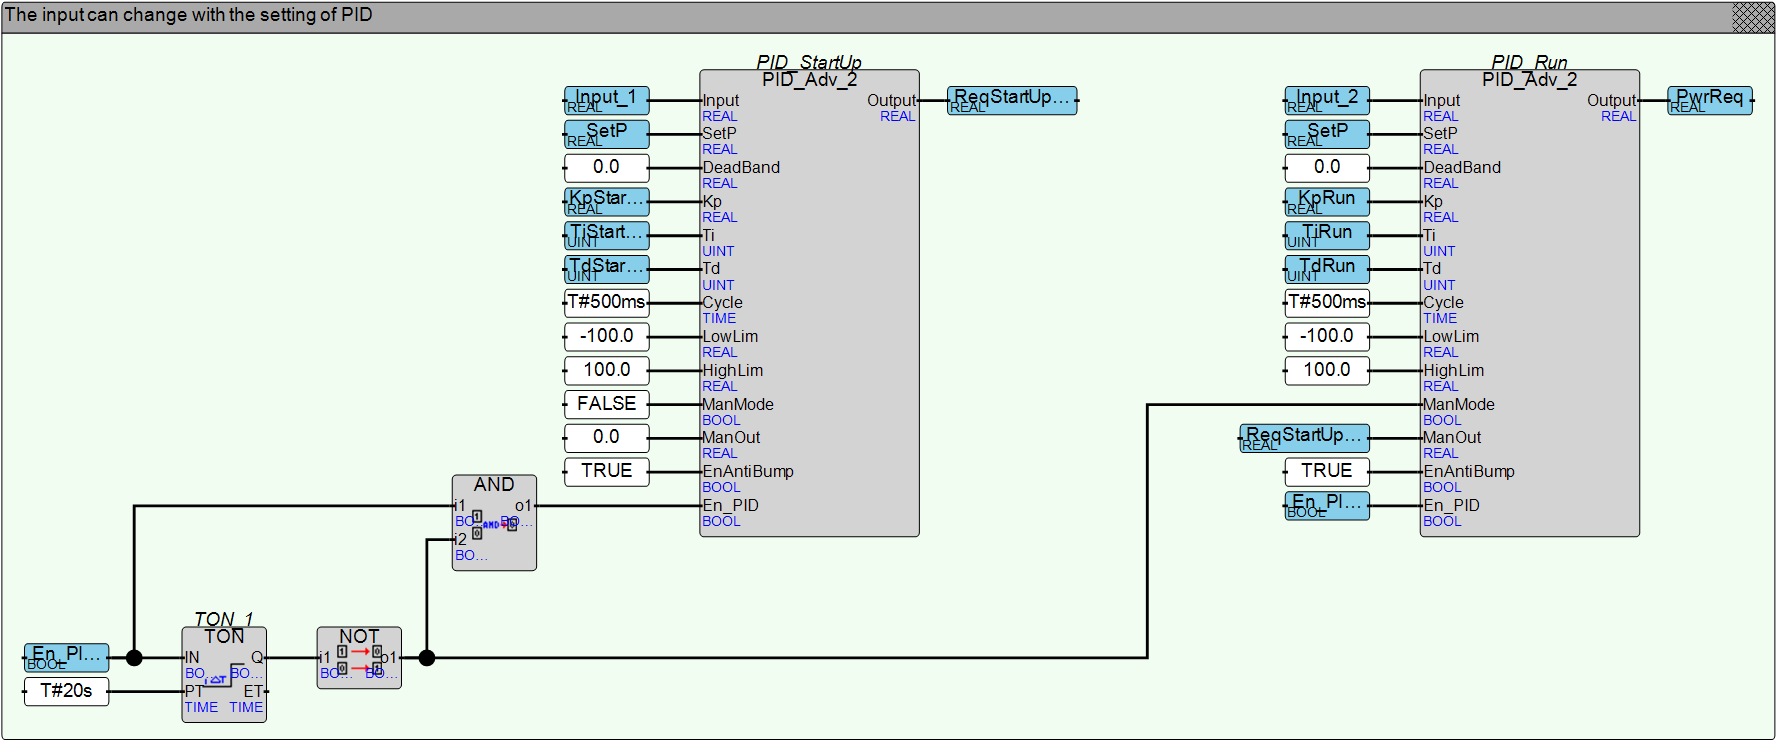 The input can change with the setting of PID
PID_StartUp
PID_Adv_2
Input_1
REAL
Input
REAL
Output
REAL
ReqStartUp...
REAL
SetP
REAL
SetP
REAL
0.0
DeadBand
REAL
KpStar...
REAL
Kp
REAL
TiStart...
UINT
Ti
UINT
TdStar...
UINT
Td
UINT
T#500ms
Cycle
TIME
-100.0
LowLim
REAL
100.0
HighLim
REAL
FALSE
ManMode
BOOL
0.0
ManOut
REAL
TRUE
EnAntiBump
BOOL
En_PID
BOOL
PID_Run
PID_Adv_2
Input_2
REAL
Input
REAL
Output
REAL
PwrReq
REAL
SetP
REAL
SetP
REAL
0.0
DeadBand
REAL
KpRun
REAL
Kp
REAL
TiRun
UINT
Ti
UINT
TdRun
UINT
Td
UINT
T#500ms
Cycle
TIME
-100.0
LowLim
REAL
100.0
HighLim
REAL
ManMode
BOOL
ReqStartUp...
REAL
ManOut
REAL
TRUE
EnAntiBump
BOOL
En_PI...
BOOL
En_PID
BOOL
AND
i1
o1
BO...
AND
BO...
i2
BO...
TON_1
TON
En_PI...
BOOL
IN
Q
BO...
BO...
T#20s
PT
ET
TIME
TIME
NOT
i1
o1
BO...
BO...